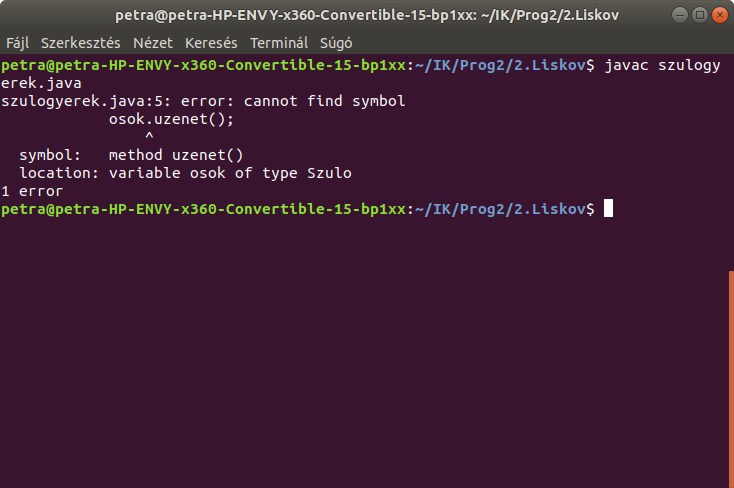 petra@petra-HP-ENVY-x360-Convertible-15-bp1xx: ~/IK/Prog2/2.Liskov
Fájl Szerkesztés Nézet Keresés Terminál Súgó
petra@petra-HP-ENVY-x360-Convertible-15-bp1xx:~/IK/Prog2/2.Liskov$ javac szulogy
erek.java
szulogyerek.java:5: error: cannot find symbol
            osok.uzenet();
                ^
  symbol:   method uzenet()
  location: variable osok of type Szulo
1 error
petra@petra-HP-ENVY-x360-Convertible-15-bp1xx:~/IK/Prog2/2.Liskov$